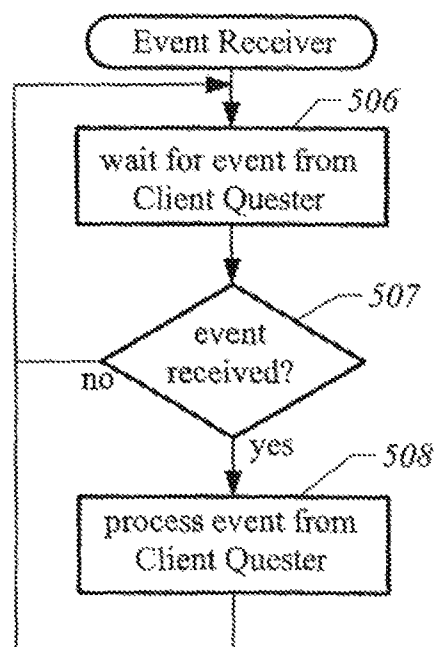 Event Receiver
506
wait for event from
Client Quester
507
event
received?
no
yes
508
process event from
Client Quester